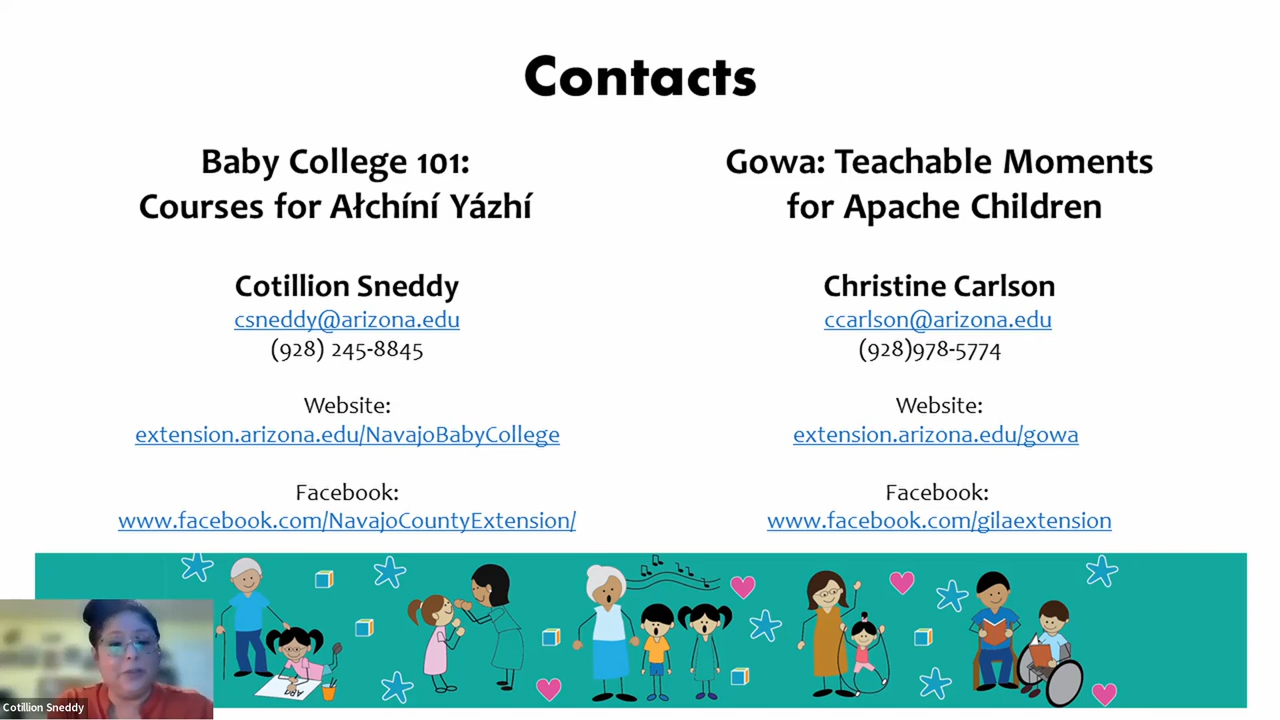 Contacts
Baby College 101:
Courses for Ałchíní Yázhí
Cotillion Sneddy
csneddy@arizona.edu
(928) 245-8845
Website:
extension.arizona.edu/NavajoBabyCollege
Facebook:
www.facebook.com/NavajoCountyExtension/
Gowa: Teachable Moments
for Apache Children
Christine Carlson
ccarlson@arizona.edu
(928)978-5774
Website:
extension.arizona.edu/gowa
Facebook:
www.facebook.com/gilaextension
Cotillion Sneddy